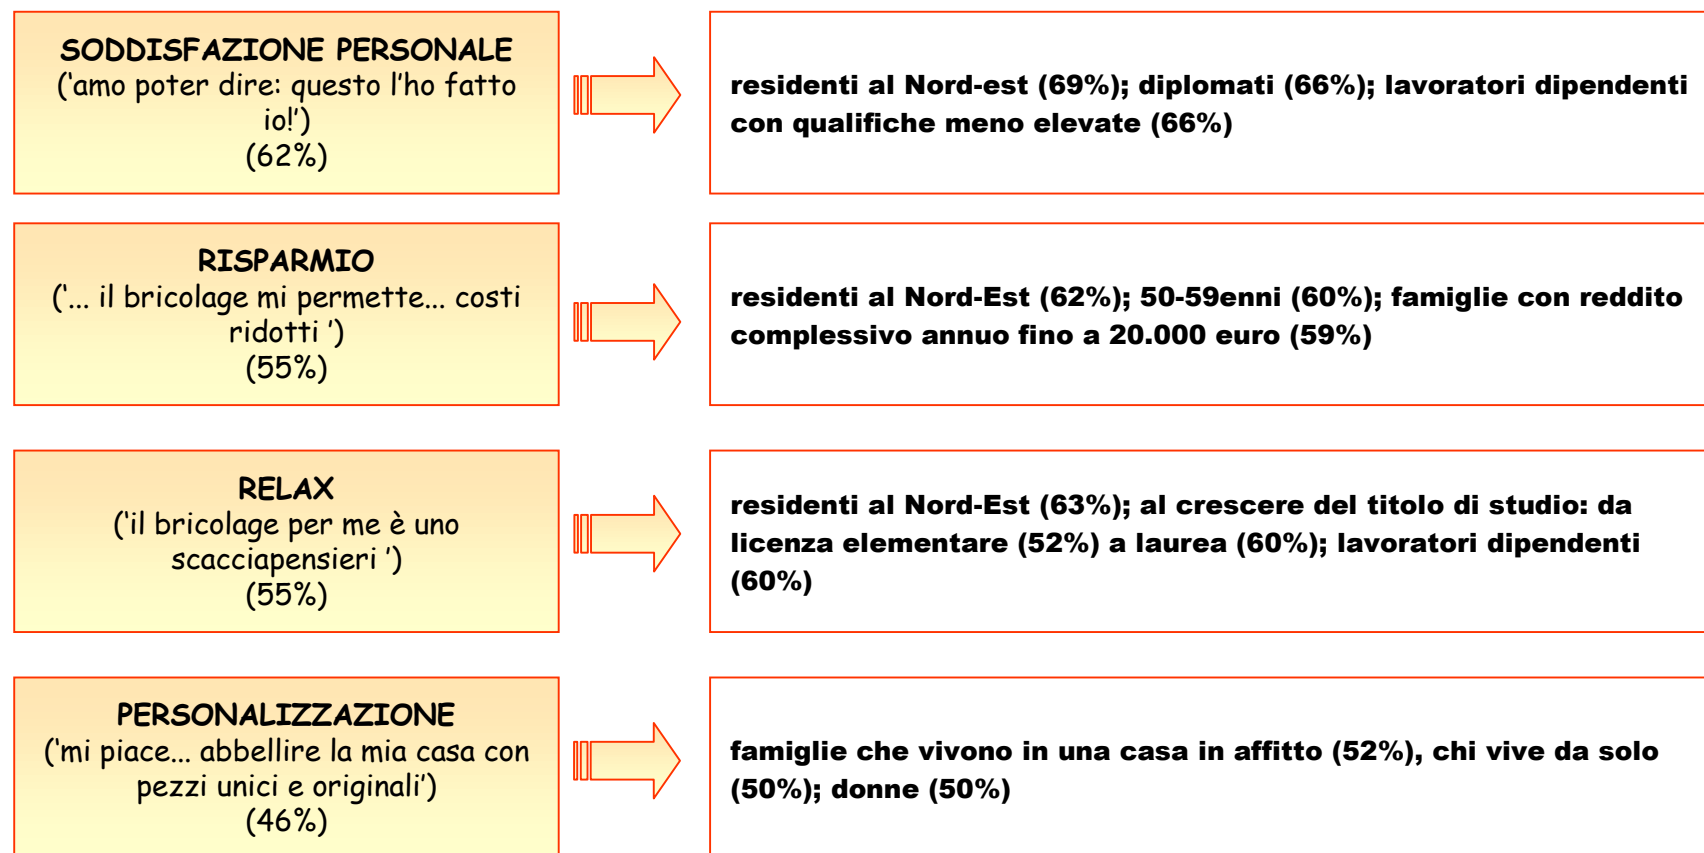 SODDISFAZIONE PERSONALE
(‘amo poter dire: questo l’ho fatto
io!’)
(62%)
residenti al Nord-est (69%); diplomati (66%); lavoratori dipendenti
con qualifiche meno elevate (66%)
RISPARMIO
(‘... il bricolage mi permette... costi
ridotti ’)
(55%)
residenti al Nord-Est (62%); 50-59enni (60%); famiglie con reddito
complessivo annuo fino a 20.000 euro (59%)
RELAX
(‘il bricolage per me è uno
scacciapensieri ’)
(55%)
residenti al Nord-Est (63%); al crescere del titolo di studio: da
licenza elementare (52%) a laurea (60%); lavoratori dipendenti
(60%)
PERSONALIZZAZIONE
(‘mi piace... abbellire la mia casa con
pezzi unici e originali’)
(46%)
famiglie che vivono in una casa in affitto (52%), chi vive da solo
(50%); donne (50%)